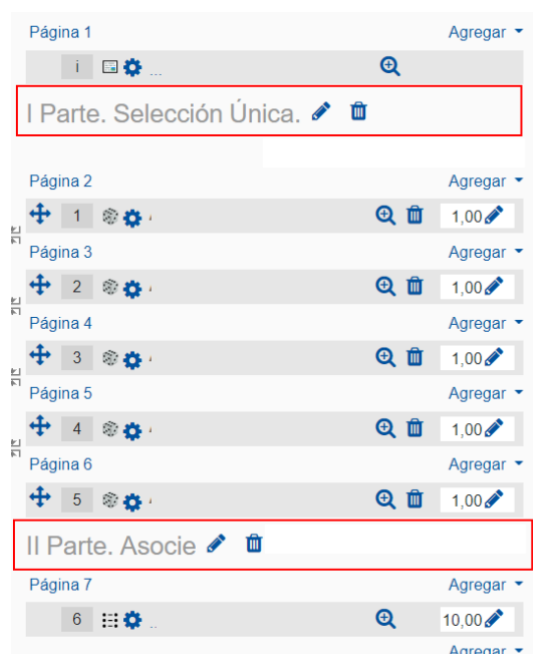 Página 1 Agregar
i ...
I Parte. Selección Única.
Página 2 Agregar
1 1,00
Página 3 Agregar
2 1,00
Página 4 Agregar
3 1,00
Página 5 Agregar
4 1,00
Página 6 Agregar
5 1,00
II Parte. Asocie
Página 7 Agregar
6 .. 10,00
Agregar